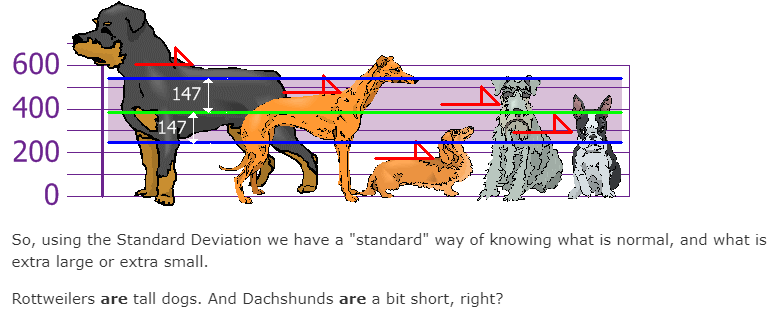 600
147
400
147
200
0
So, using the Standard Deviation we have a "standard" way of knowing what is normal, and what is
extra large or extra small.
Rottweilers are tall dogs. And Dachshunds are a bit short, right?